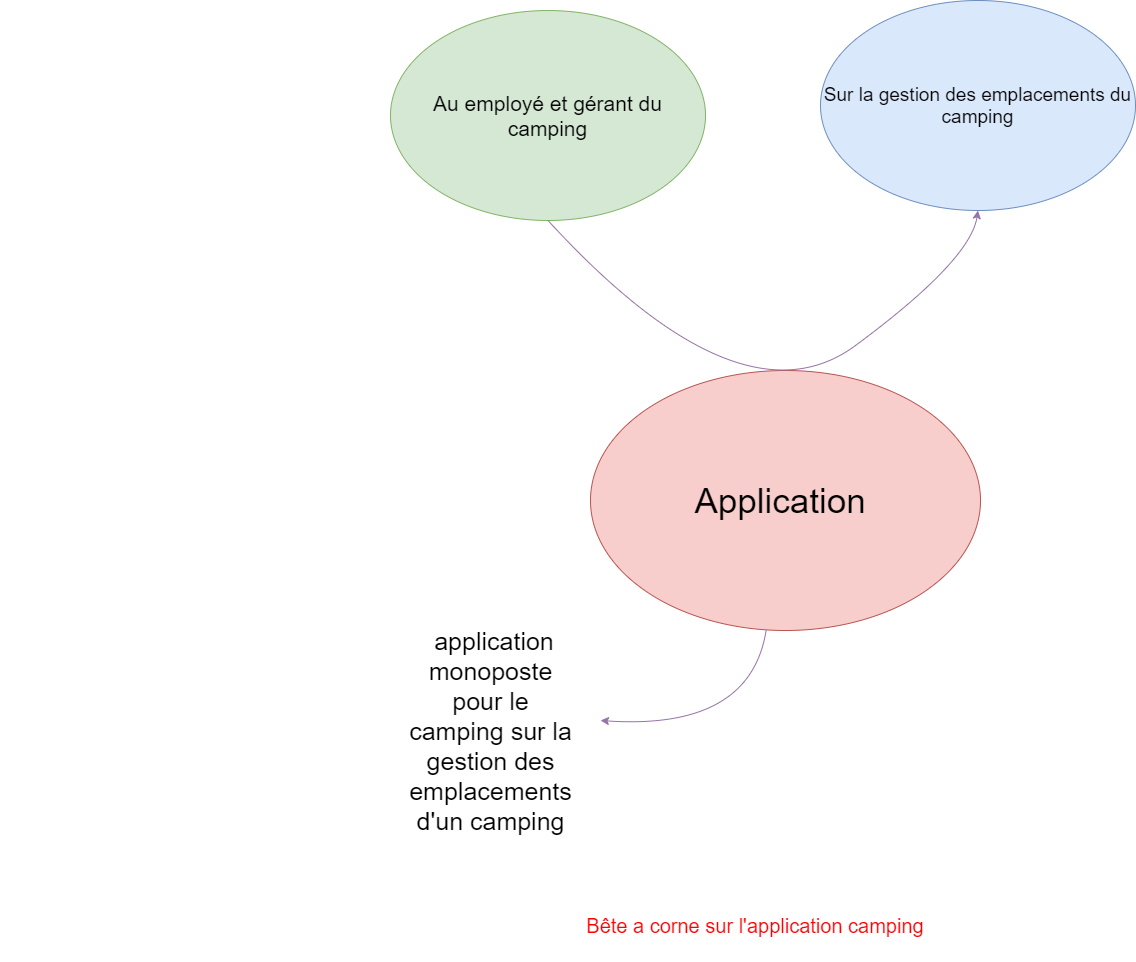 Au employé et gérant du
camping
Sur la gestion des emplacements du
camping
Application
application
monoposte
pour le
camping sur la
gestion des
emplacements
d'un camping
Bête a corne sur l'application camping